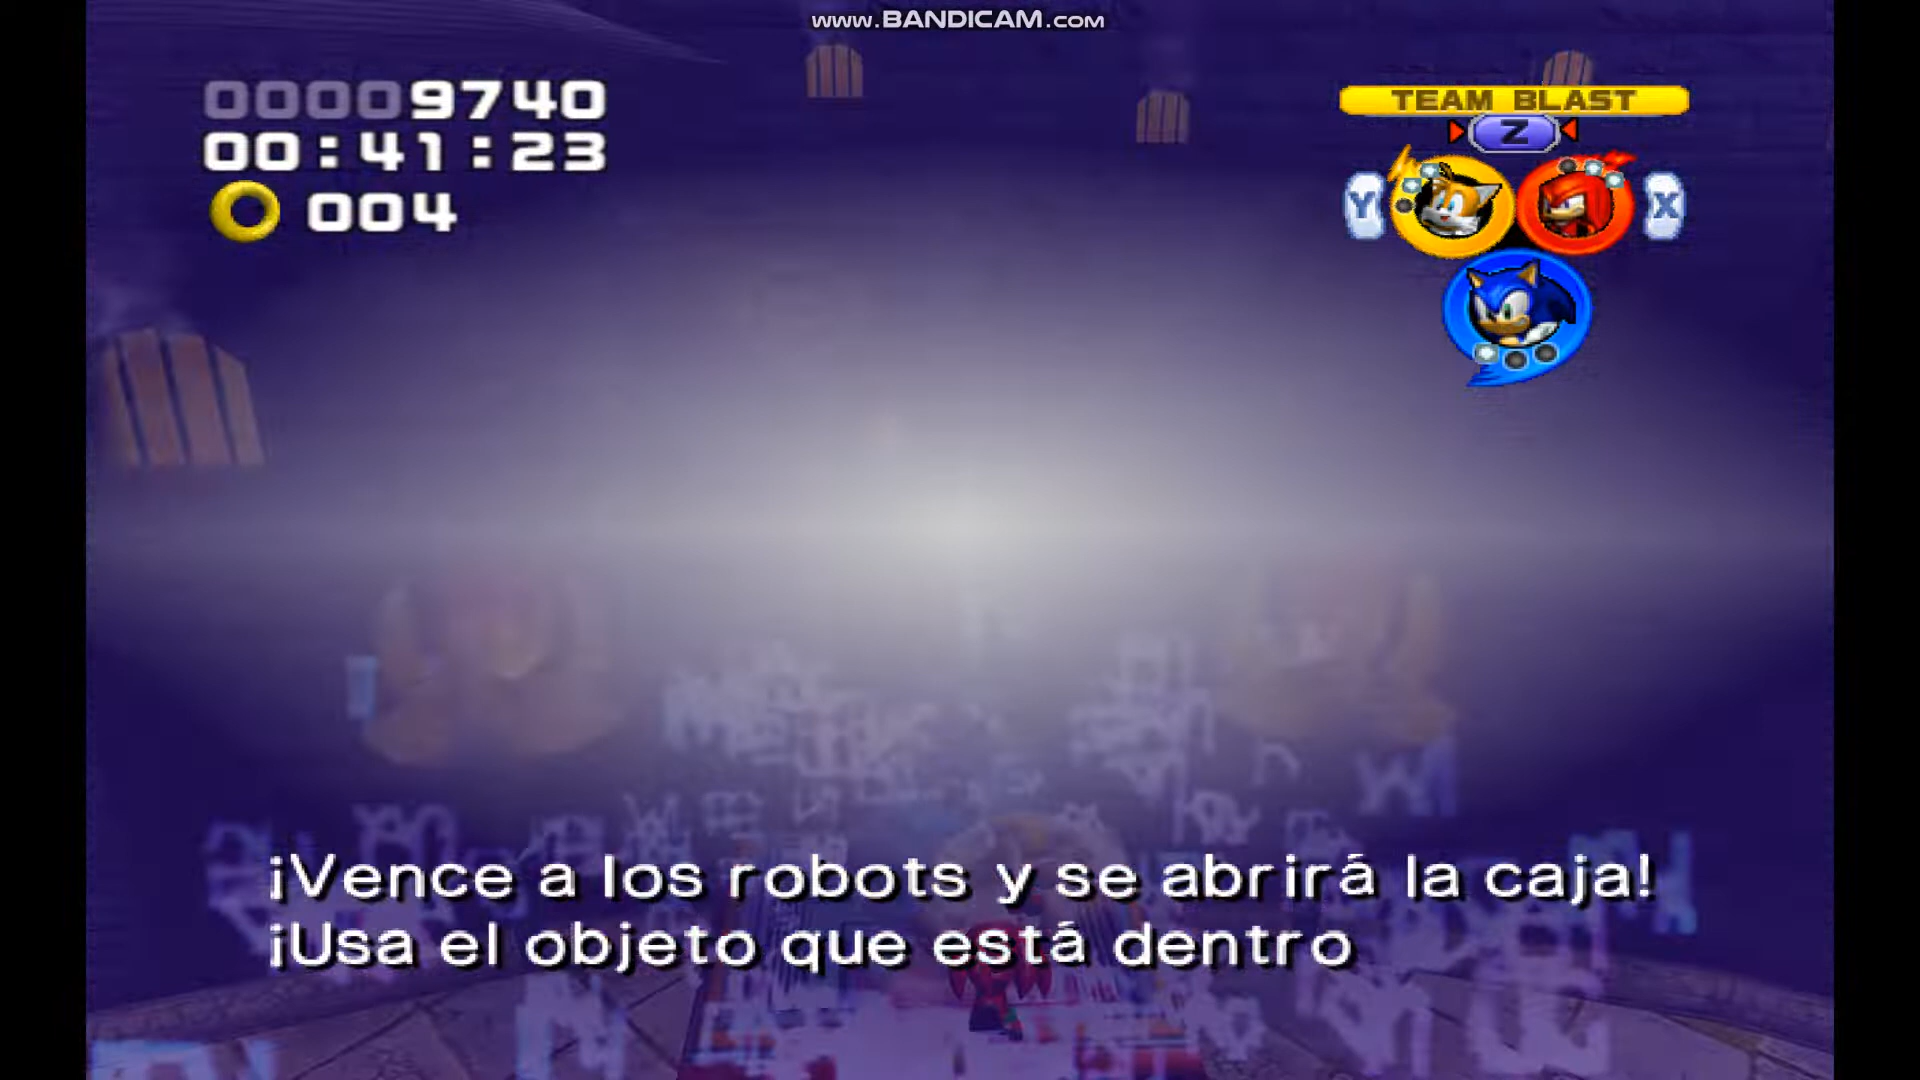 www.BANDICAM.com
00009740
TEAM BLAST
00:41:23
Z
004
Y
X
¡Vence a los robots y se abrirá la caja!
¡Usa el objeto que está dentro